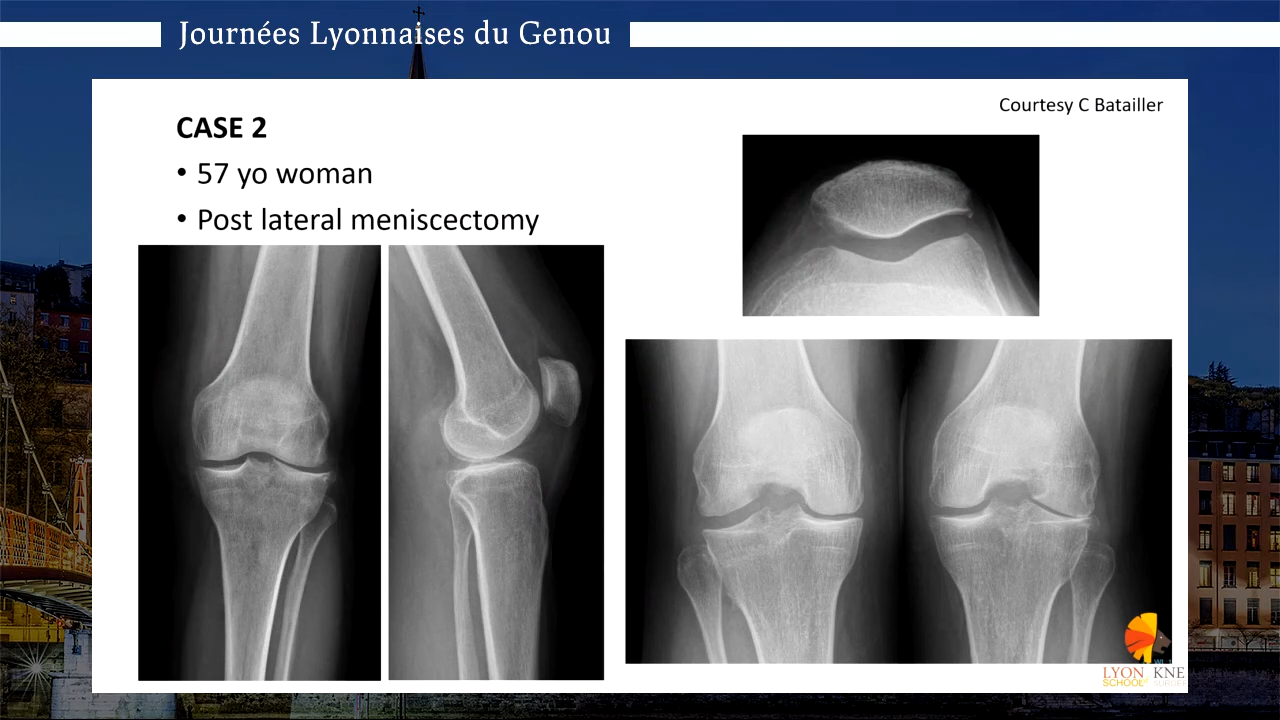 Journées Lyonnaises du Genou
Courtesy C Batailler
CASE 2
• 57 yo woman
• Post lateral meniscectomy
LYON KNE
SCHOOL